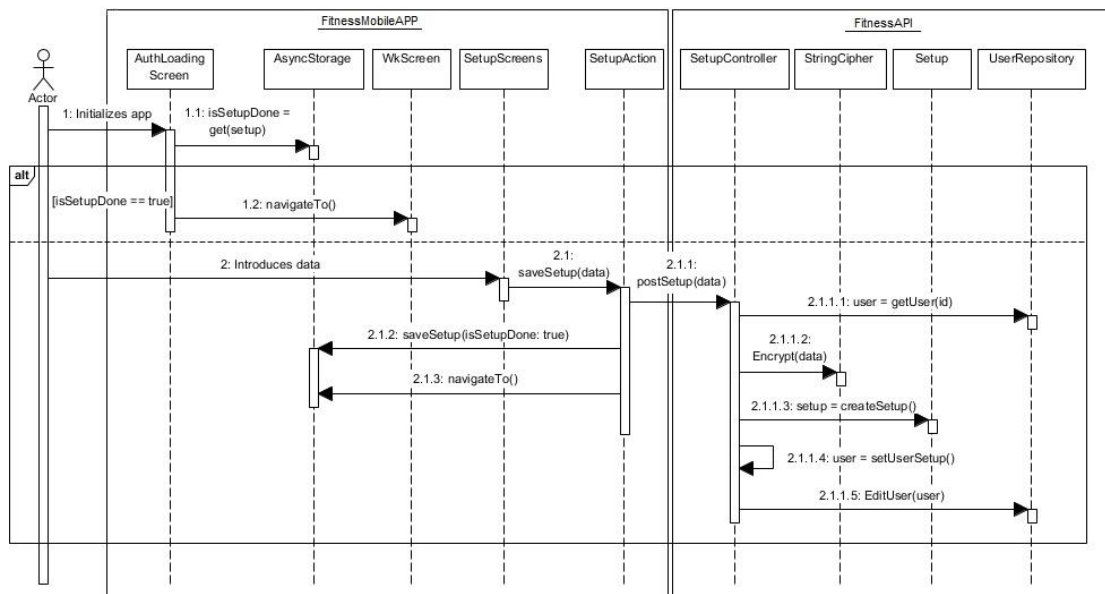 FitnessMobileAPP
FitnessAPI
AuthLoading
Screen
AsyncStorage
WkScreen
SetupScreens
SetupAction
SetupController
StringCipher
Setup
UserRepository
Actor
1: Initializes app
1.1: isSetupDone =
get(setup)
alt
[isSetupDone == true]
1.2: navigateTo()
2: Introduces data
2.1:
saveSetup(data)
2.1.1:
postSetup(data)
2.1.1.1: user = getUser(id)
2.1.2: saveSetup(isSetupDone: true)
2.1.1.2:
Encrypt(data)
2.1.3: navigateTo()
2.1.1.3: setup = createSetup()
2.1.1.4: user = setUserSetup()
2.1.1.5: EditUser(user)